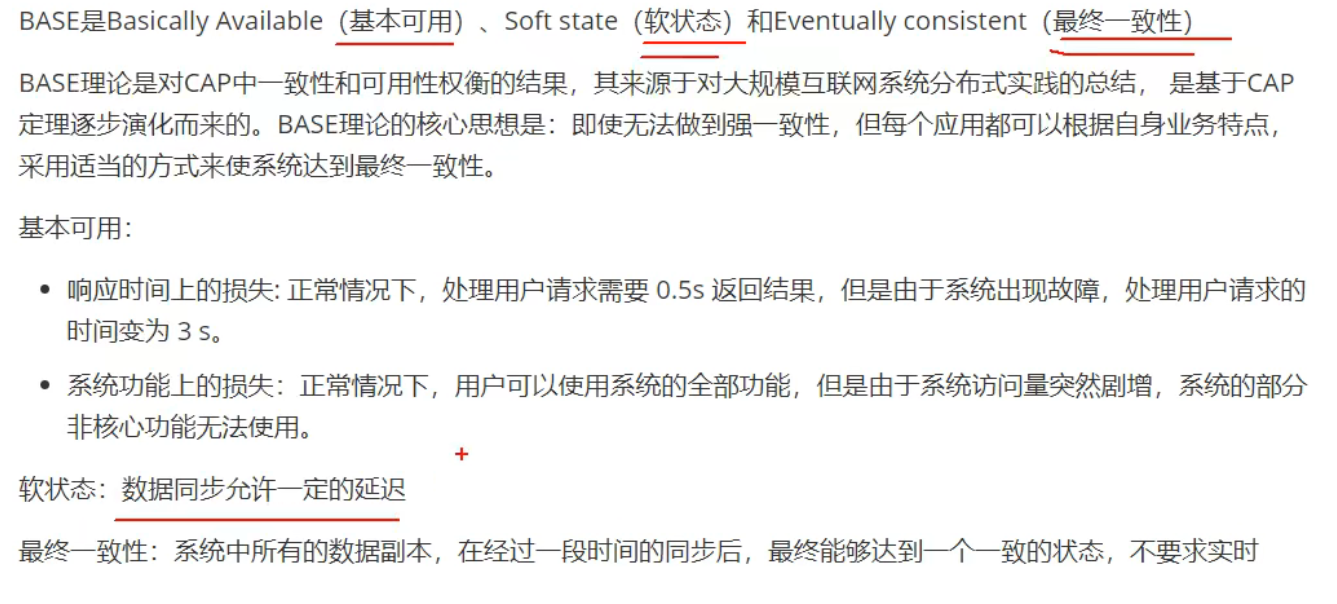 BASE是Basically Available（基本可用）、Soft state（软状态）和Eventually consistent（最终一致性）
BASE理论是对CAP中一致性和可用性权衡的结果，其来源于对大规模互联网系统分布式实践的总结， 是基于CAP
定理逐步演化而来的。BASE理论的核心思想是：即使无法做到强一致性，但每个应用都可以根据自身业务特点，
采用适当的方式来使系统达到最终一致性。
基本可用：
• 响应时间上的损失: 正常情况下，处理用户请求需要 0.5s 返回结果，但是由于系统出现故障，处理用户请求的
时间变为 3 s。
• 系统功能上的损失：正常情况下，用户可以使用系统的全部功能，但是由于系统访问量突然剧增，系统的部分
非核心功能无法使用。
软状态：数据同步允许一定的延迟
最终一致性：系统中所有的数据副本，在经过一段时间的同步后，最终能够达到一个一致的状态，不要求实时